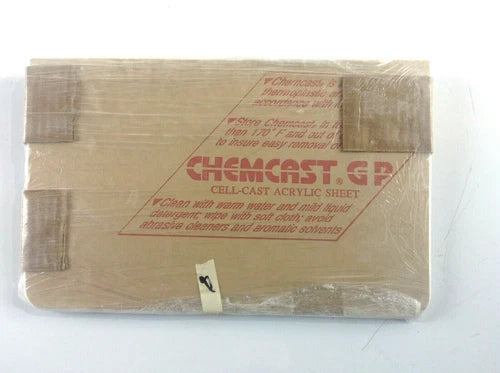 ▼Chemcast is
thermoplastic
accordance with
▼Store Chemcast in
than 170° F and out o
to insure easy removal o
CHEMCAST® GP
CELL-CAST ACRYLIC SHEET
▼Clean with warm water and mild liquid
detergent; wipe with soft cloth; avoid
abrasive cleaners and aromatic solvents